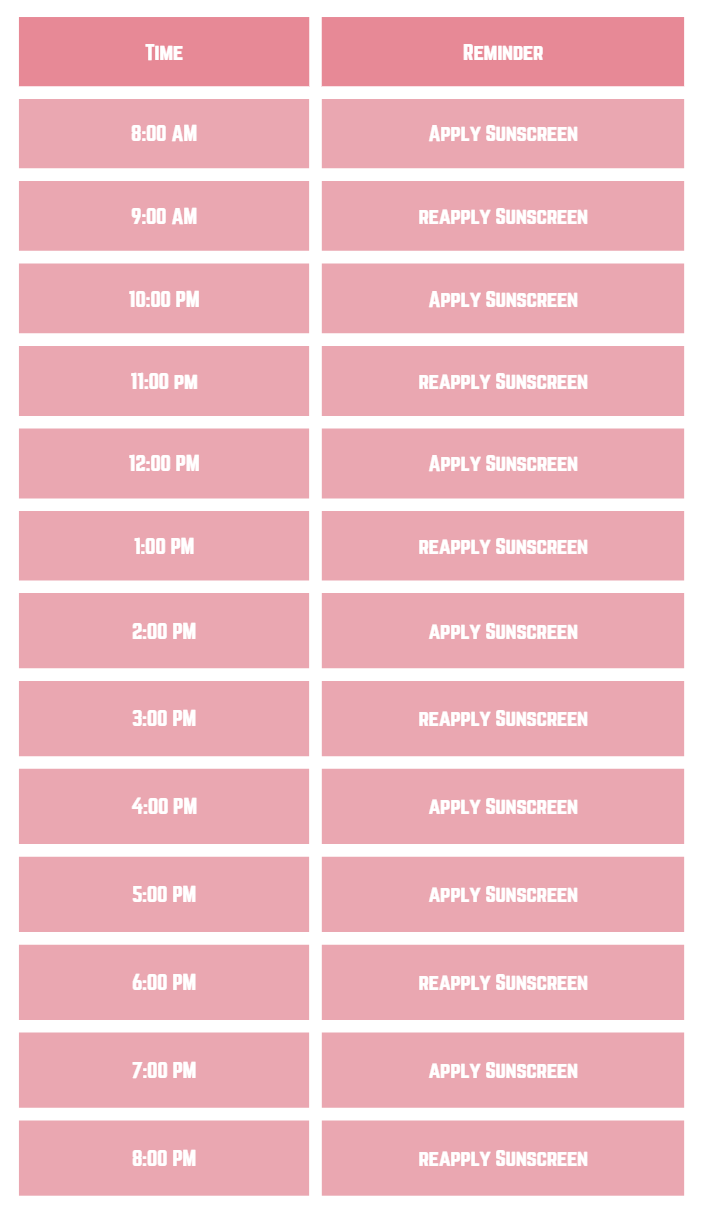 Time Reminder
8:00 AM Apply Sunscreen
9:00 AM reapply Sunscreen
10:00 PM Apply Sunscreen
11:00 pm reapply Sunscreen
12:00 PM Apply Sunscreen
1:00 PM reapply Sunscreen
2:00 PM apply Sunscreen
3:00 PM reapply Sunscreen
4:00 PM apply Sunscreen
5:00 PM apply Sunscreen
6:00 PM reapply Sunscreen
7:00 PM apply Sunscreen
8:00 PM reapply Sunscreen